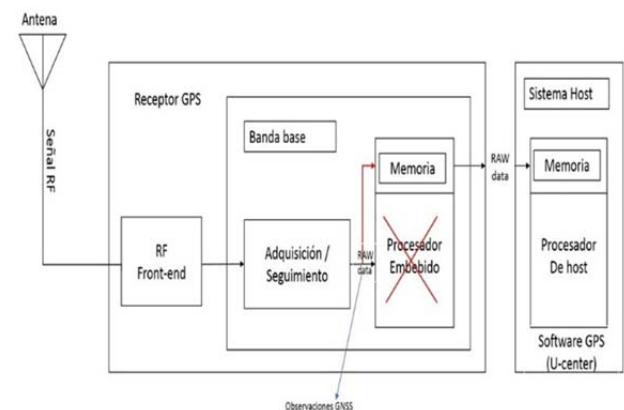 Antena
Señal RF
Receptor GPS
RF
Front-end
Banda base
Adquisición /
Seguimiento
RAW
data
Memoria
Procesador
Embebido
Observaciones GNSS
RAW
data
Sistema Host
Memoria
Procesador
De host
Software GPS
(U-center)